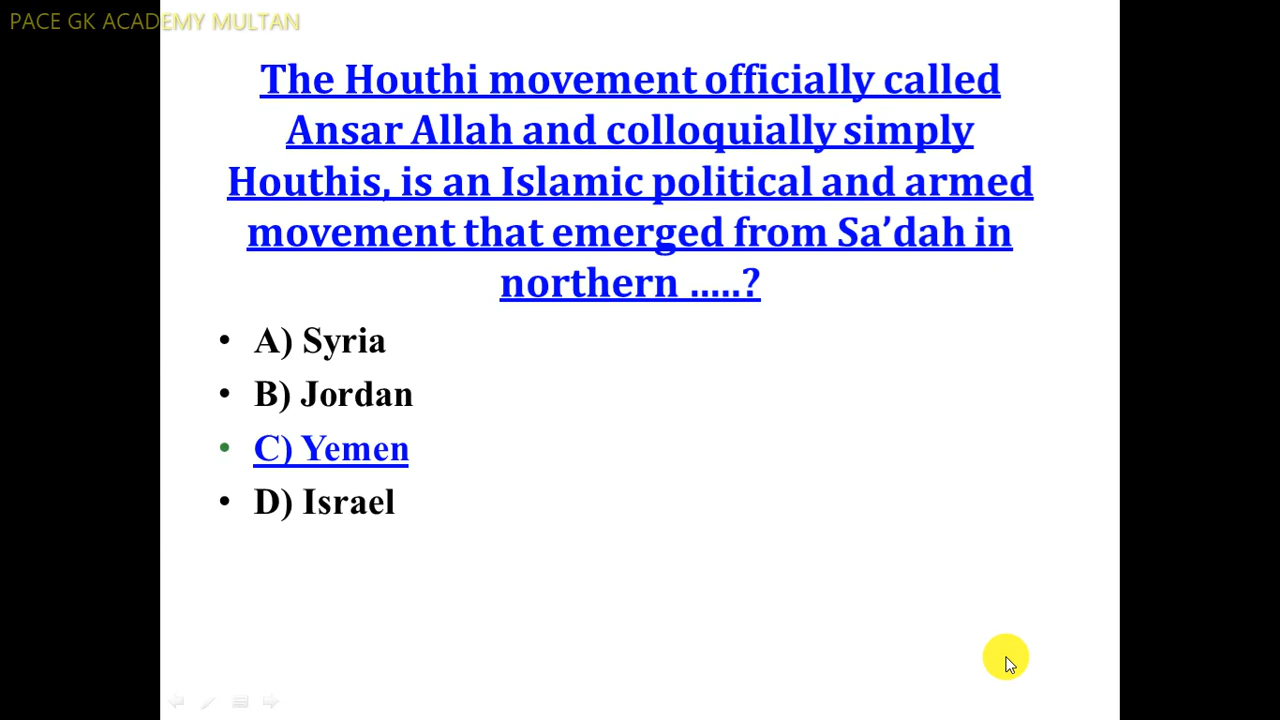 PACE GK ACADEMY MULTAN
The Houthi movement officially called
Ansar Allah and colloquially simply
Houthis, is an Islamic political and armed
movement that emerged from Sa’dah in
northern .....?
• A) Syria
• B) Jordan
• C) Yemen
• D) Israel